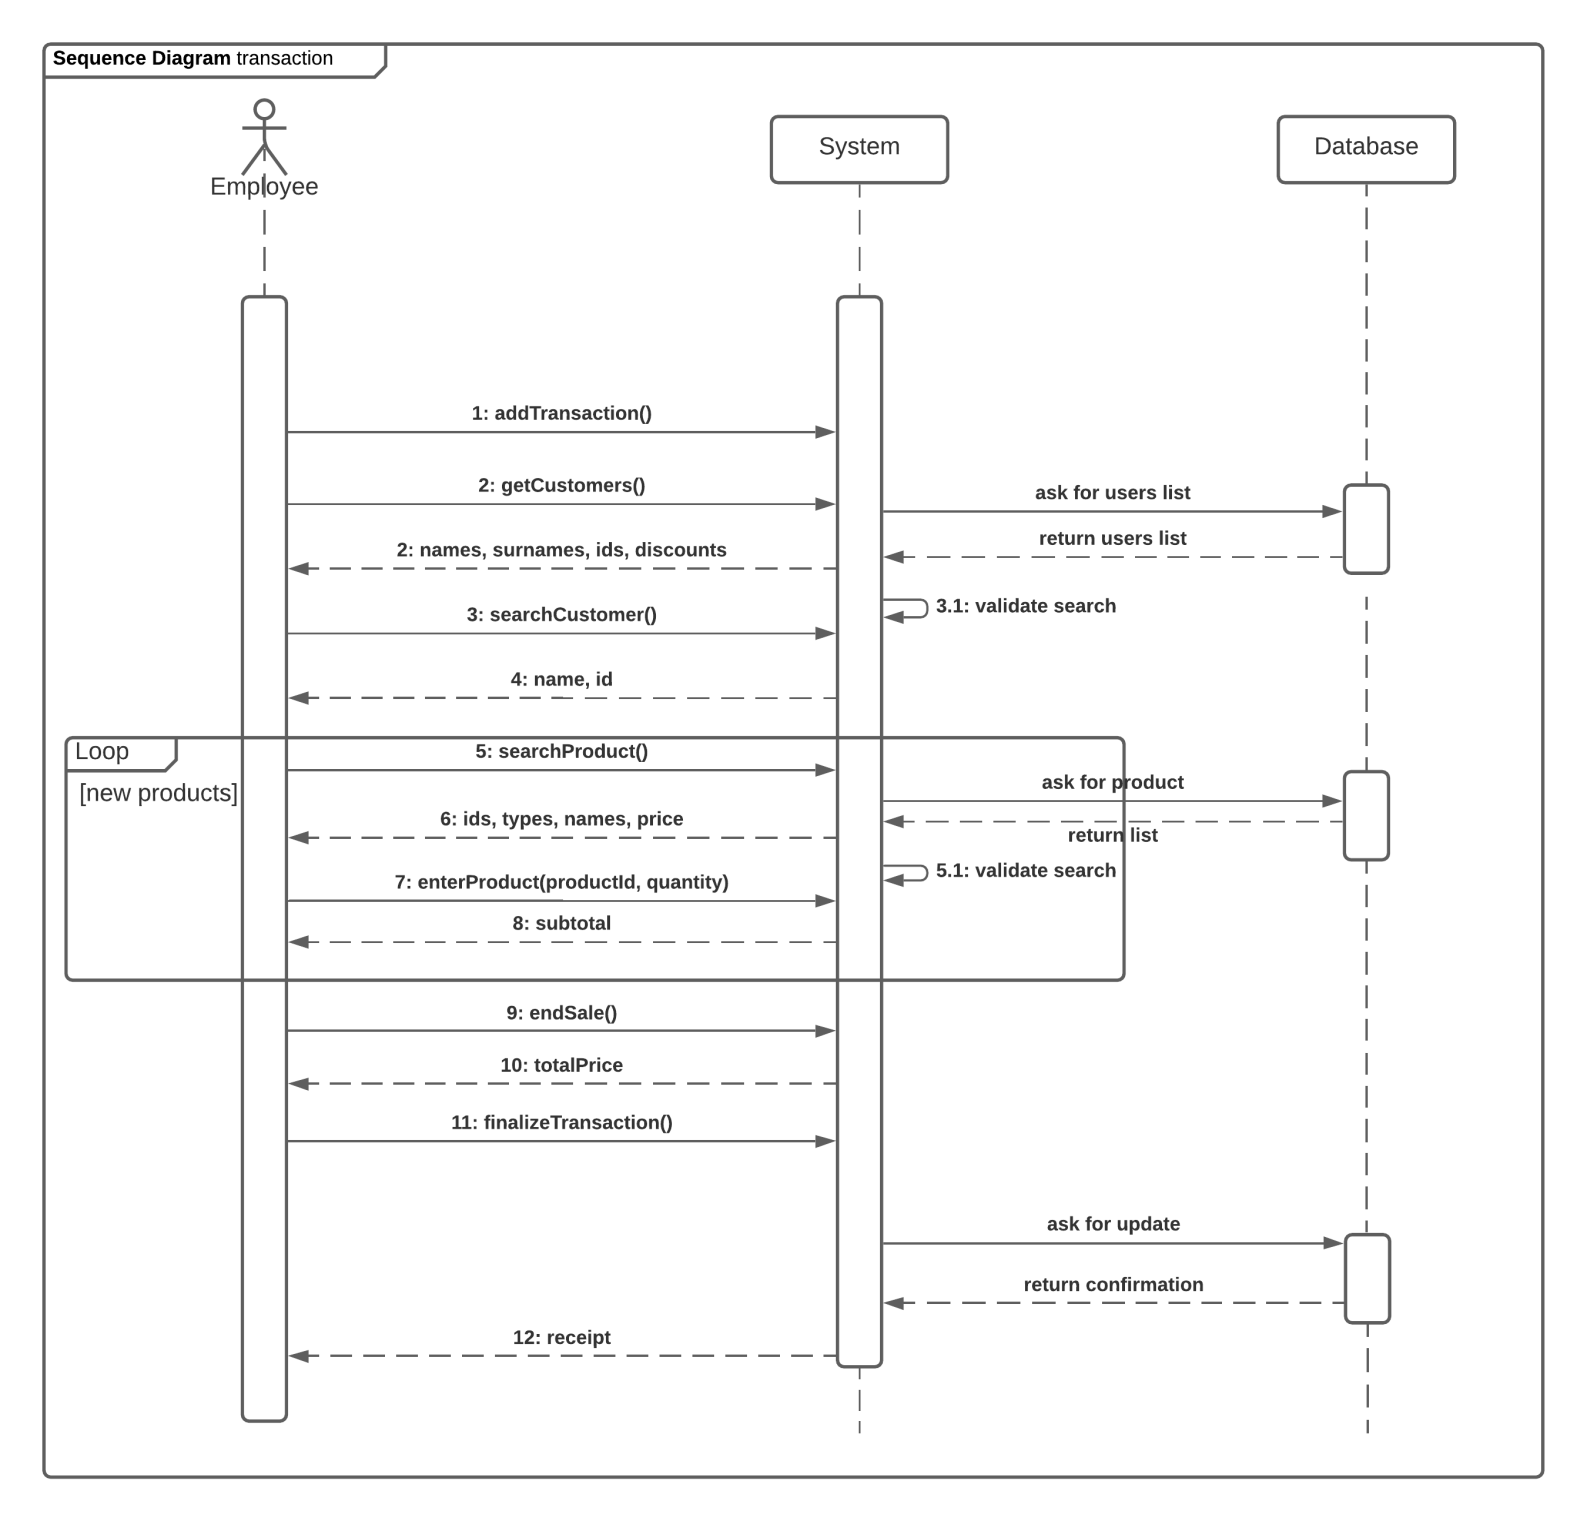 Sequence Diagram transaction
Employee
System
Database
1: addTransaction()
2: getCustomers()
ask for users list
return users list
2: names, surnames, ids, discounts
3.1: validate search
3: searchCustomer()
4: name, id
Loop
[new products]
5: searchProduct()
ask for product
6: ids, types, names, price
return list
5.1: validate search
7: enterProduct(productId, quantity)
8: subtotal
9: endSale()
10: totalPrice
11: finalizeTransaction()
ask for update
return confirmation
12: receipt